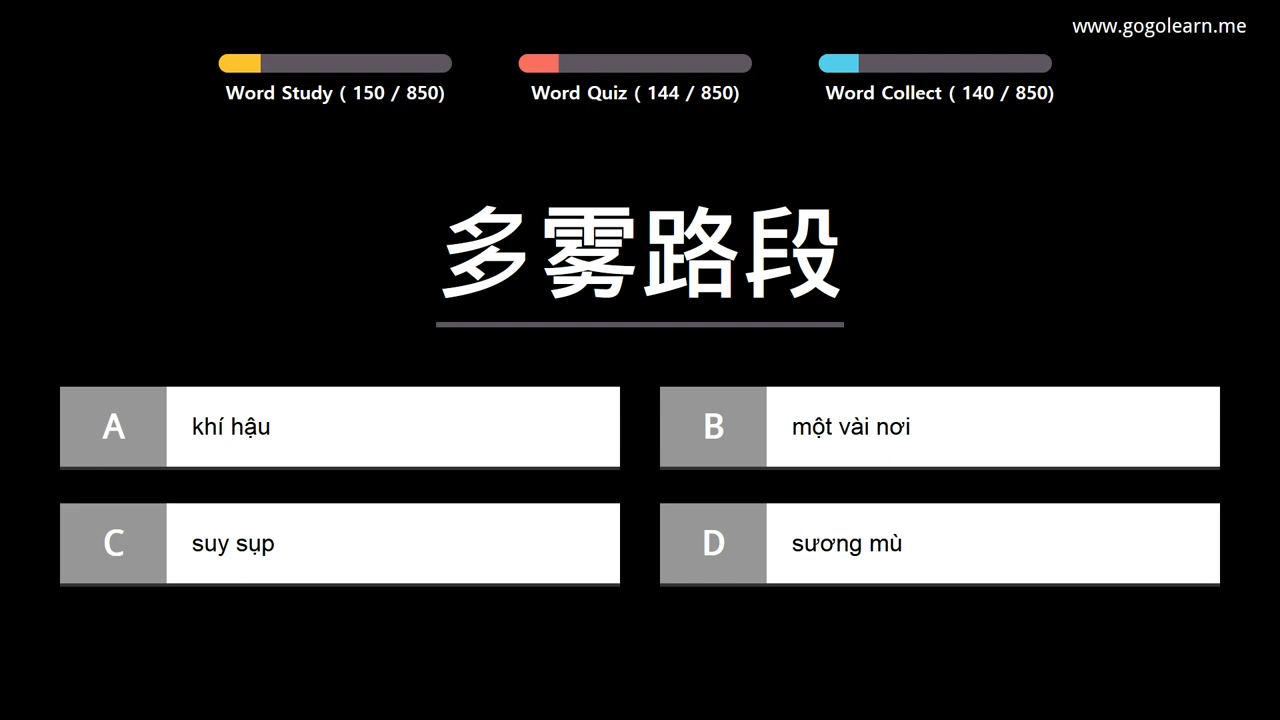 www.gogolearn.me
Word Study ( 150 / 850)
Word Quiz ( 144 / 850)
Word Collect ( 140 / 850)
多雾路段
A khí hậu
B một vài nơi
C suy sụp
D sương mù